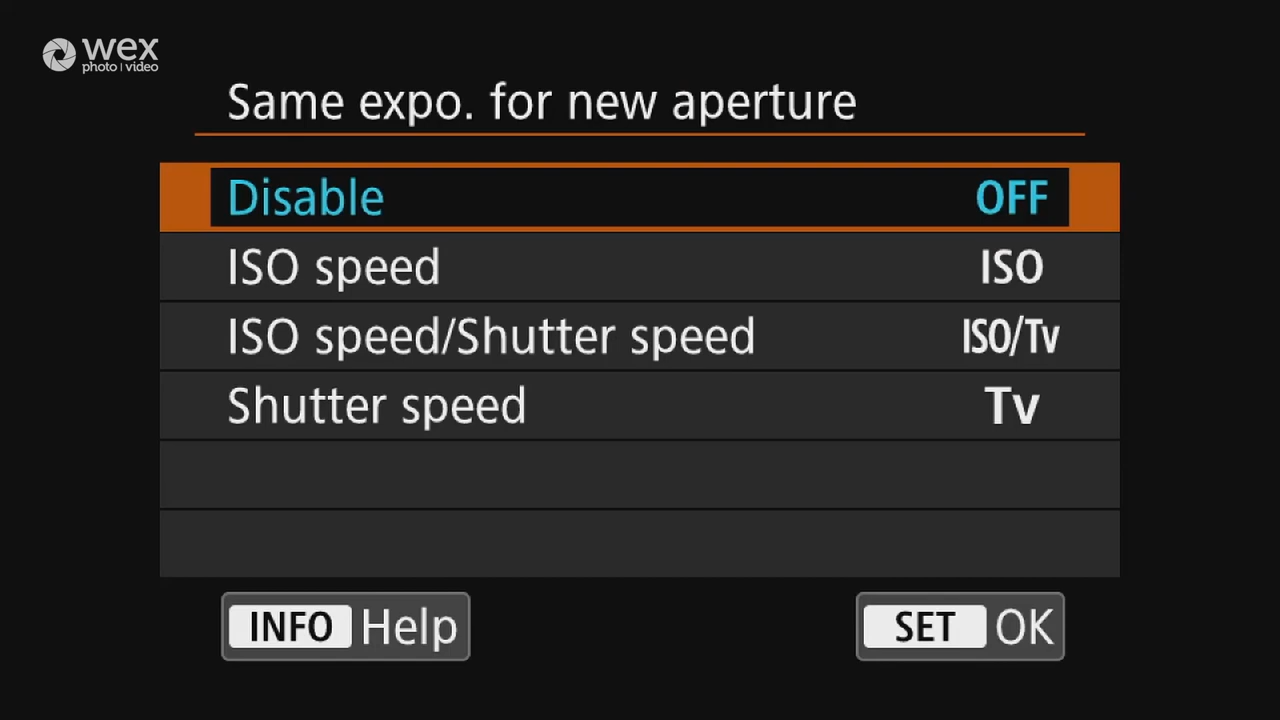 wex
photo | video
Same expo. for new aperture
Disable OFF
ISO speed ISO
ISO speed/Shutter speed ISO/Tv
Shutter speed Tv
INFO Help SET OK